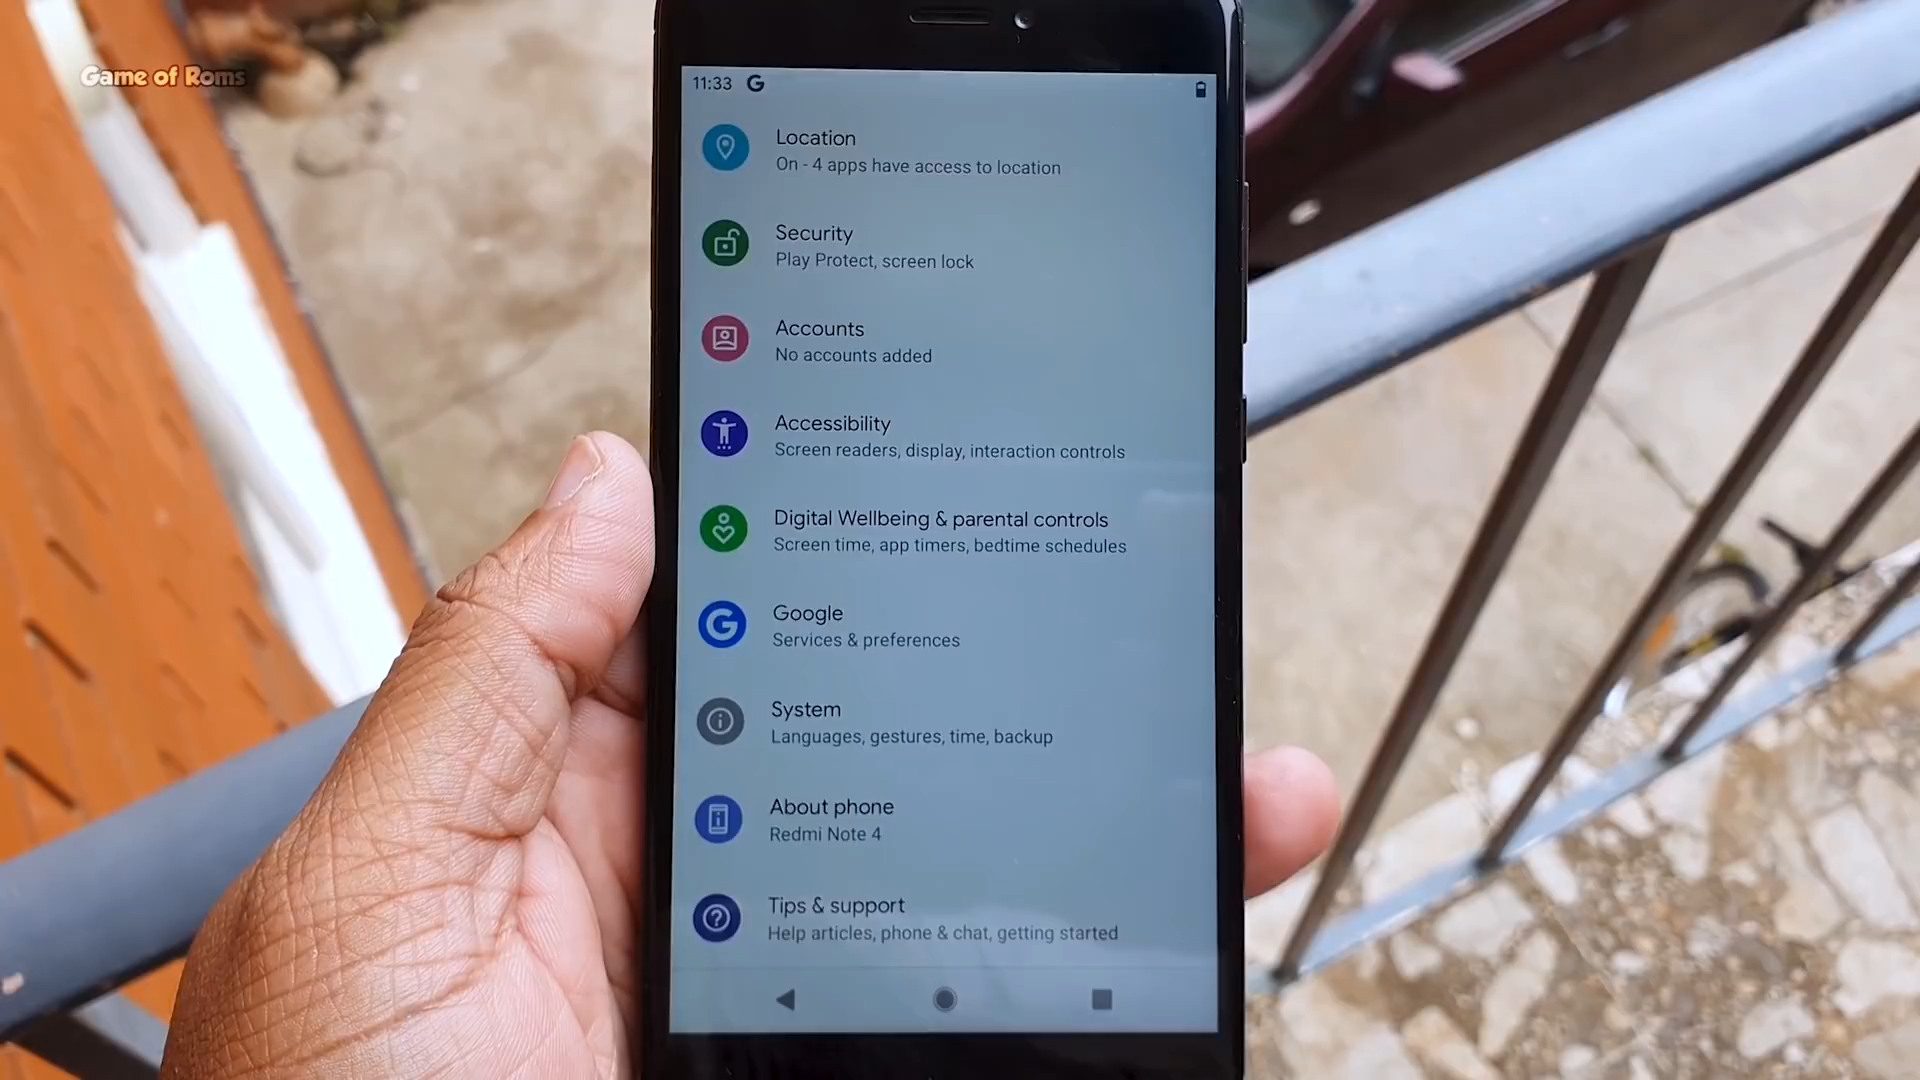 Game of Roms
11:33 G
Location
On - 4 apps have access to location
Security
Play Protect, screen lock
Accounts
No accounts added
Accessibility
Screen readers, display, interaction controls
Digital Wellbeing & parental controls
Screen time, app timers, bedtime schedules
Google
Services & preferences
System
Languages, gestures, time, backup
About phone
Redmi Note 4
Tips & support
Help articles, phone & chat, getting started